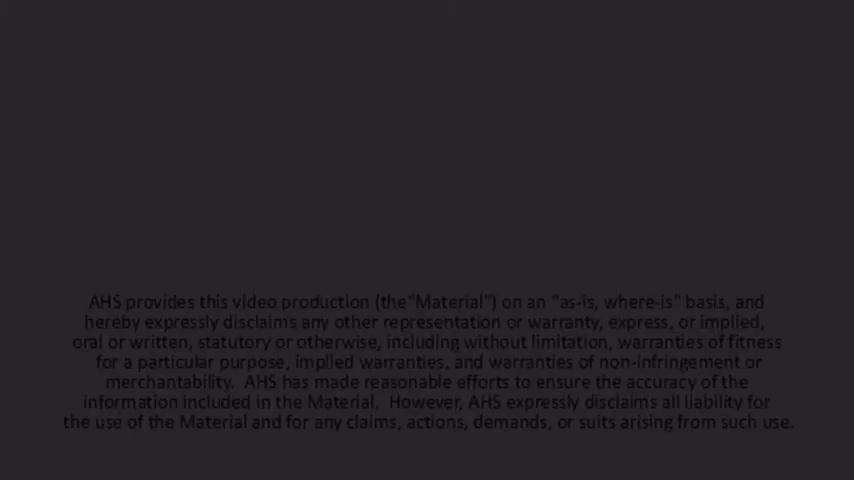 AHS provides this video production (the"Material") on an "as-is, where-is" basis, and
hereby expressly disclaims any other representation or warranty, express, or implied,
oral or written, statutory or otherwise, including without limitation, warranties of fitness
for a particular purpose, implied warranties, and warranties of non-infringement or
merchantability.  AHS has made reasonable efforts to ensure the accuracy of the
information included in the Material.  However, AHS expressly disclaims all liability for
the use of the Material and for any claims, actions, demands, or suits arising from such use.